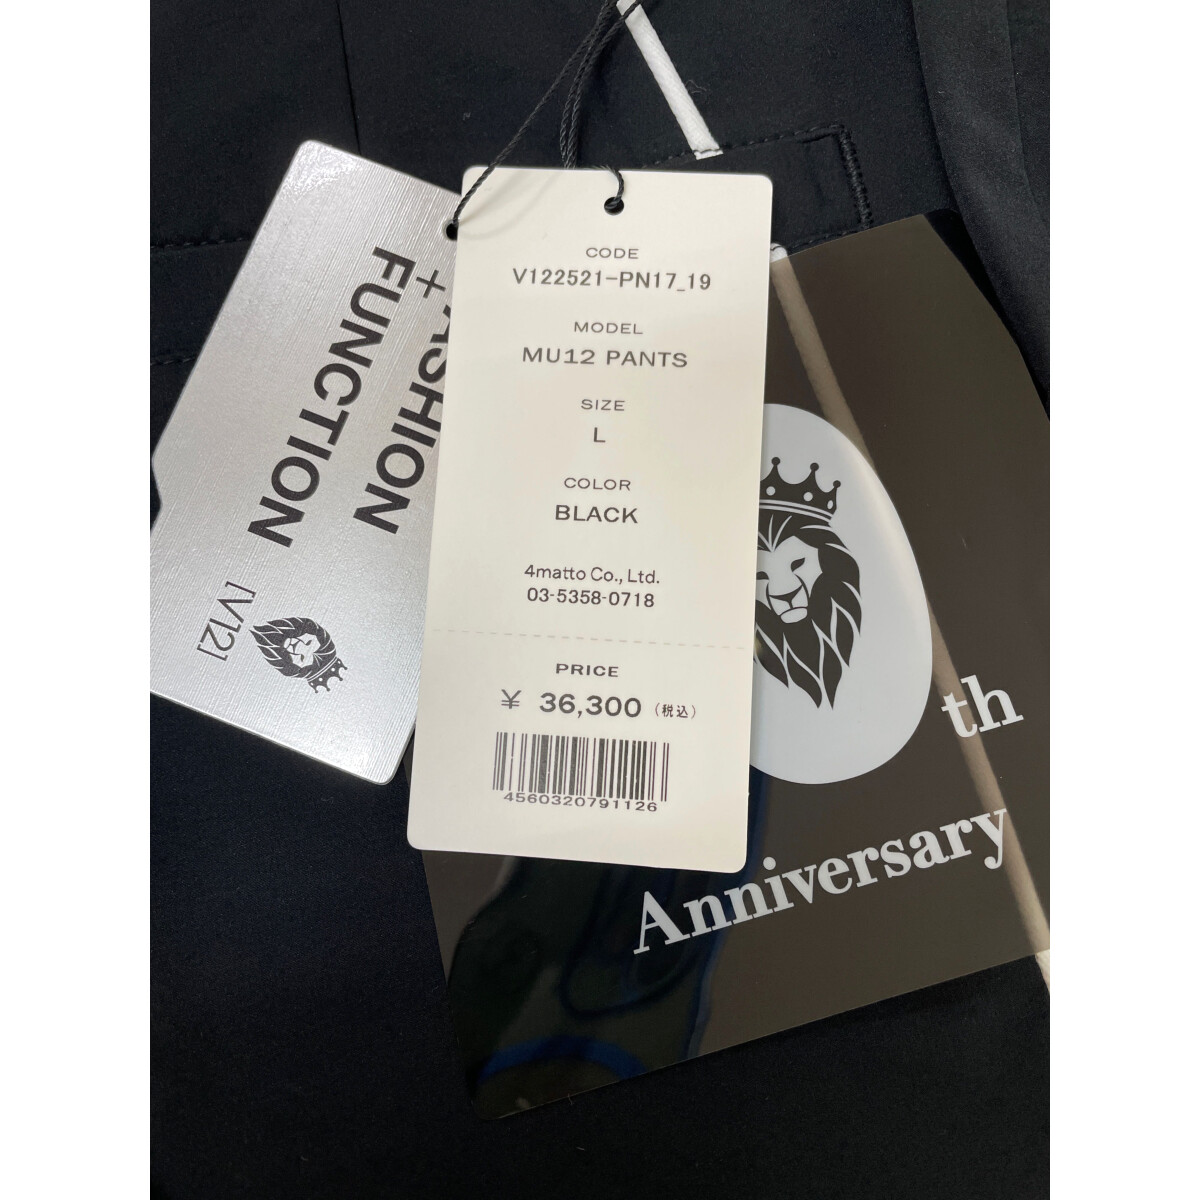 FASHION
+
FUNCTION
[V12]
CODE
V122521-PN17_19
MODEL
MU12 PANTS
SIZE
L
COLOR
BLACK
4matto Co., Ltd.
03-5358-0718
PRICE
¥ 36,300 (税込)
4560320791126
th
Anniversary